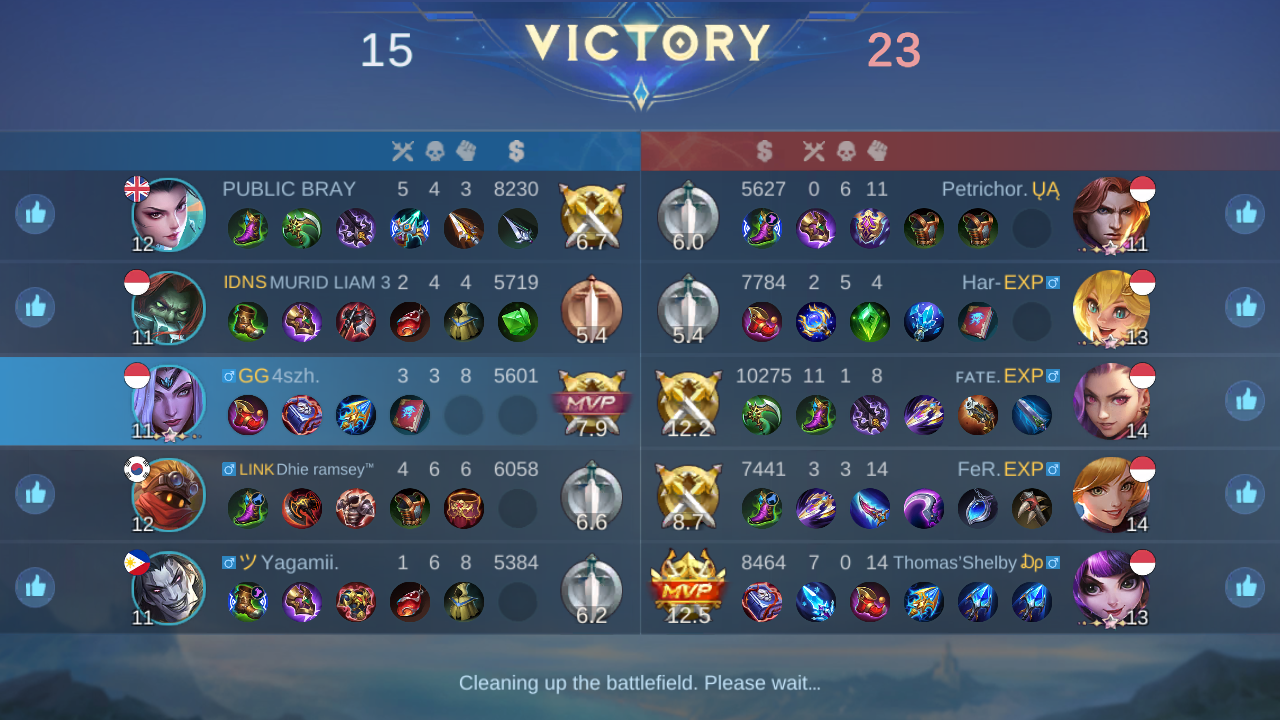 15 VICTORY 23
PUBLIC BRAY 5 4 3 8230
12 6.7
5627 0 6 11 Petrichor. ŲĄ
6.0 11
IDNS MURID LIAM 3 2 4 4 5719
11 5.4
7784 2 5 4 Har- EXP
5.4 13
GG 4szh. 3 3 8 5601
MVP
11 7.9
10275 11 1 8 FATE. EXP
12.2 14
LINK Dhie ramsey™ 4 6 6 6058
12 6.6
7441 3 3 14 FeR. EXP
8.7 14
ツ Yagamii. 1 6 8 5384
11 6.2
8464 7 0 14 Thomas'Shelby
MVP
12.5 13
Cleaning up the battlefield. Please wait...